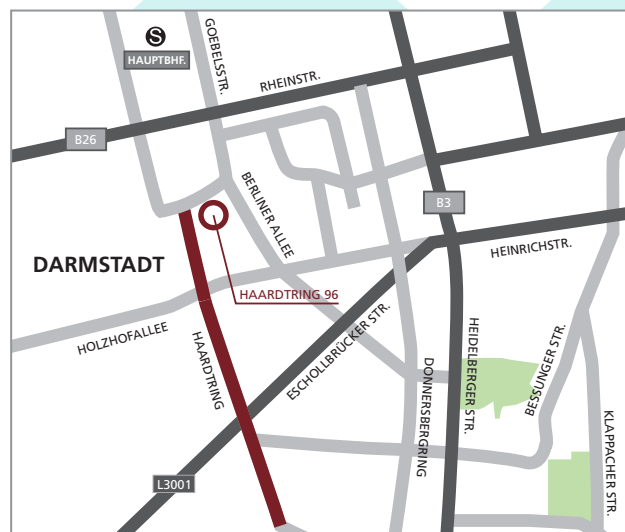 S
HAUPTBHF.
GOEBELSSTR.
RHEINSTR.
B26
BERLINER ALLEE
B3
DARMSTADT
HEINRICHSTR.
HAARDTRING 96
HOLZHOFALLEE
HAARDTRING
ESCHOLLBRÜCKER STR.
DONNERSBERGRING
HEIDELBERGER STR.
BESSUNGER STR.
KLAPPACHER STR.
L3001